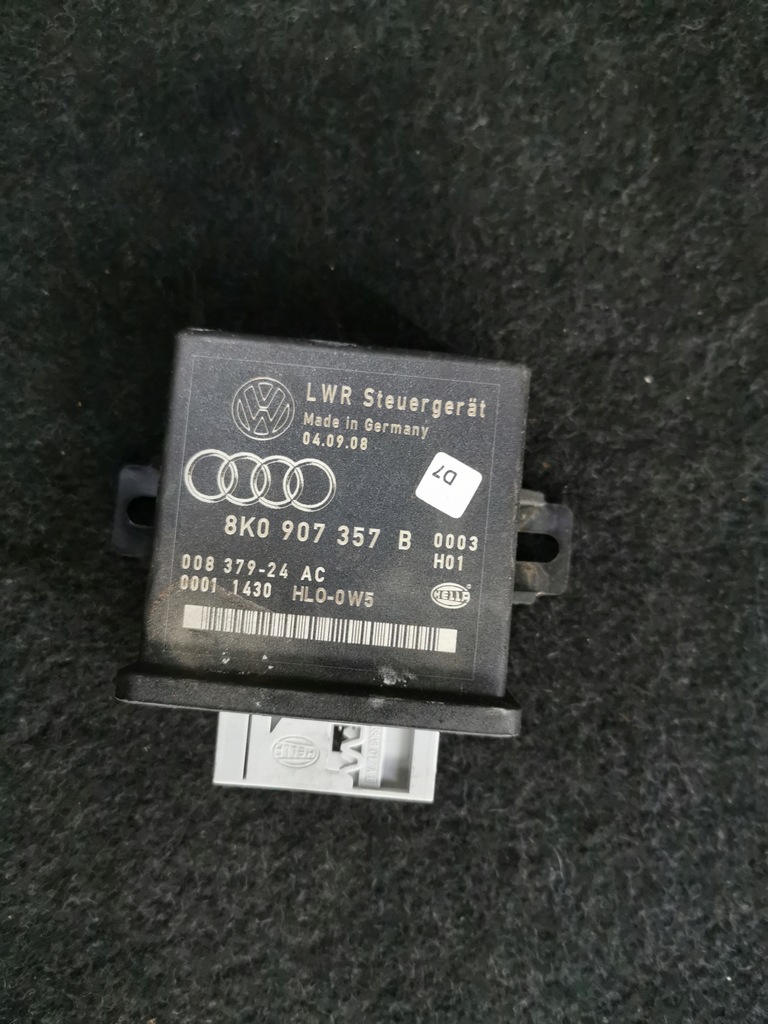 LWR Steuergerät
Made in Germany
04.09.08
D7
8K0 907 357 B 0003
H01
008 379-24 AC
0001 1430 HLO-0W5
HELLA
HELLA